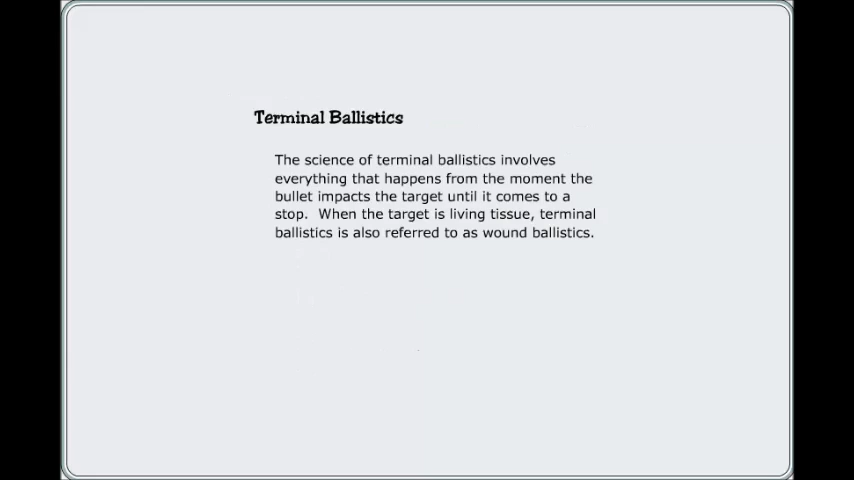 Terminal Ballistics
The science of terminal ballistics involves
everything that happens from the moment the
bullet impacts the target until it comes to a
stop.  When the target is living tissue, terminal
ballistics is also referred to as wound ballistics.